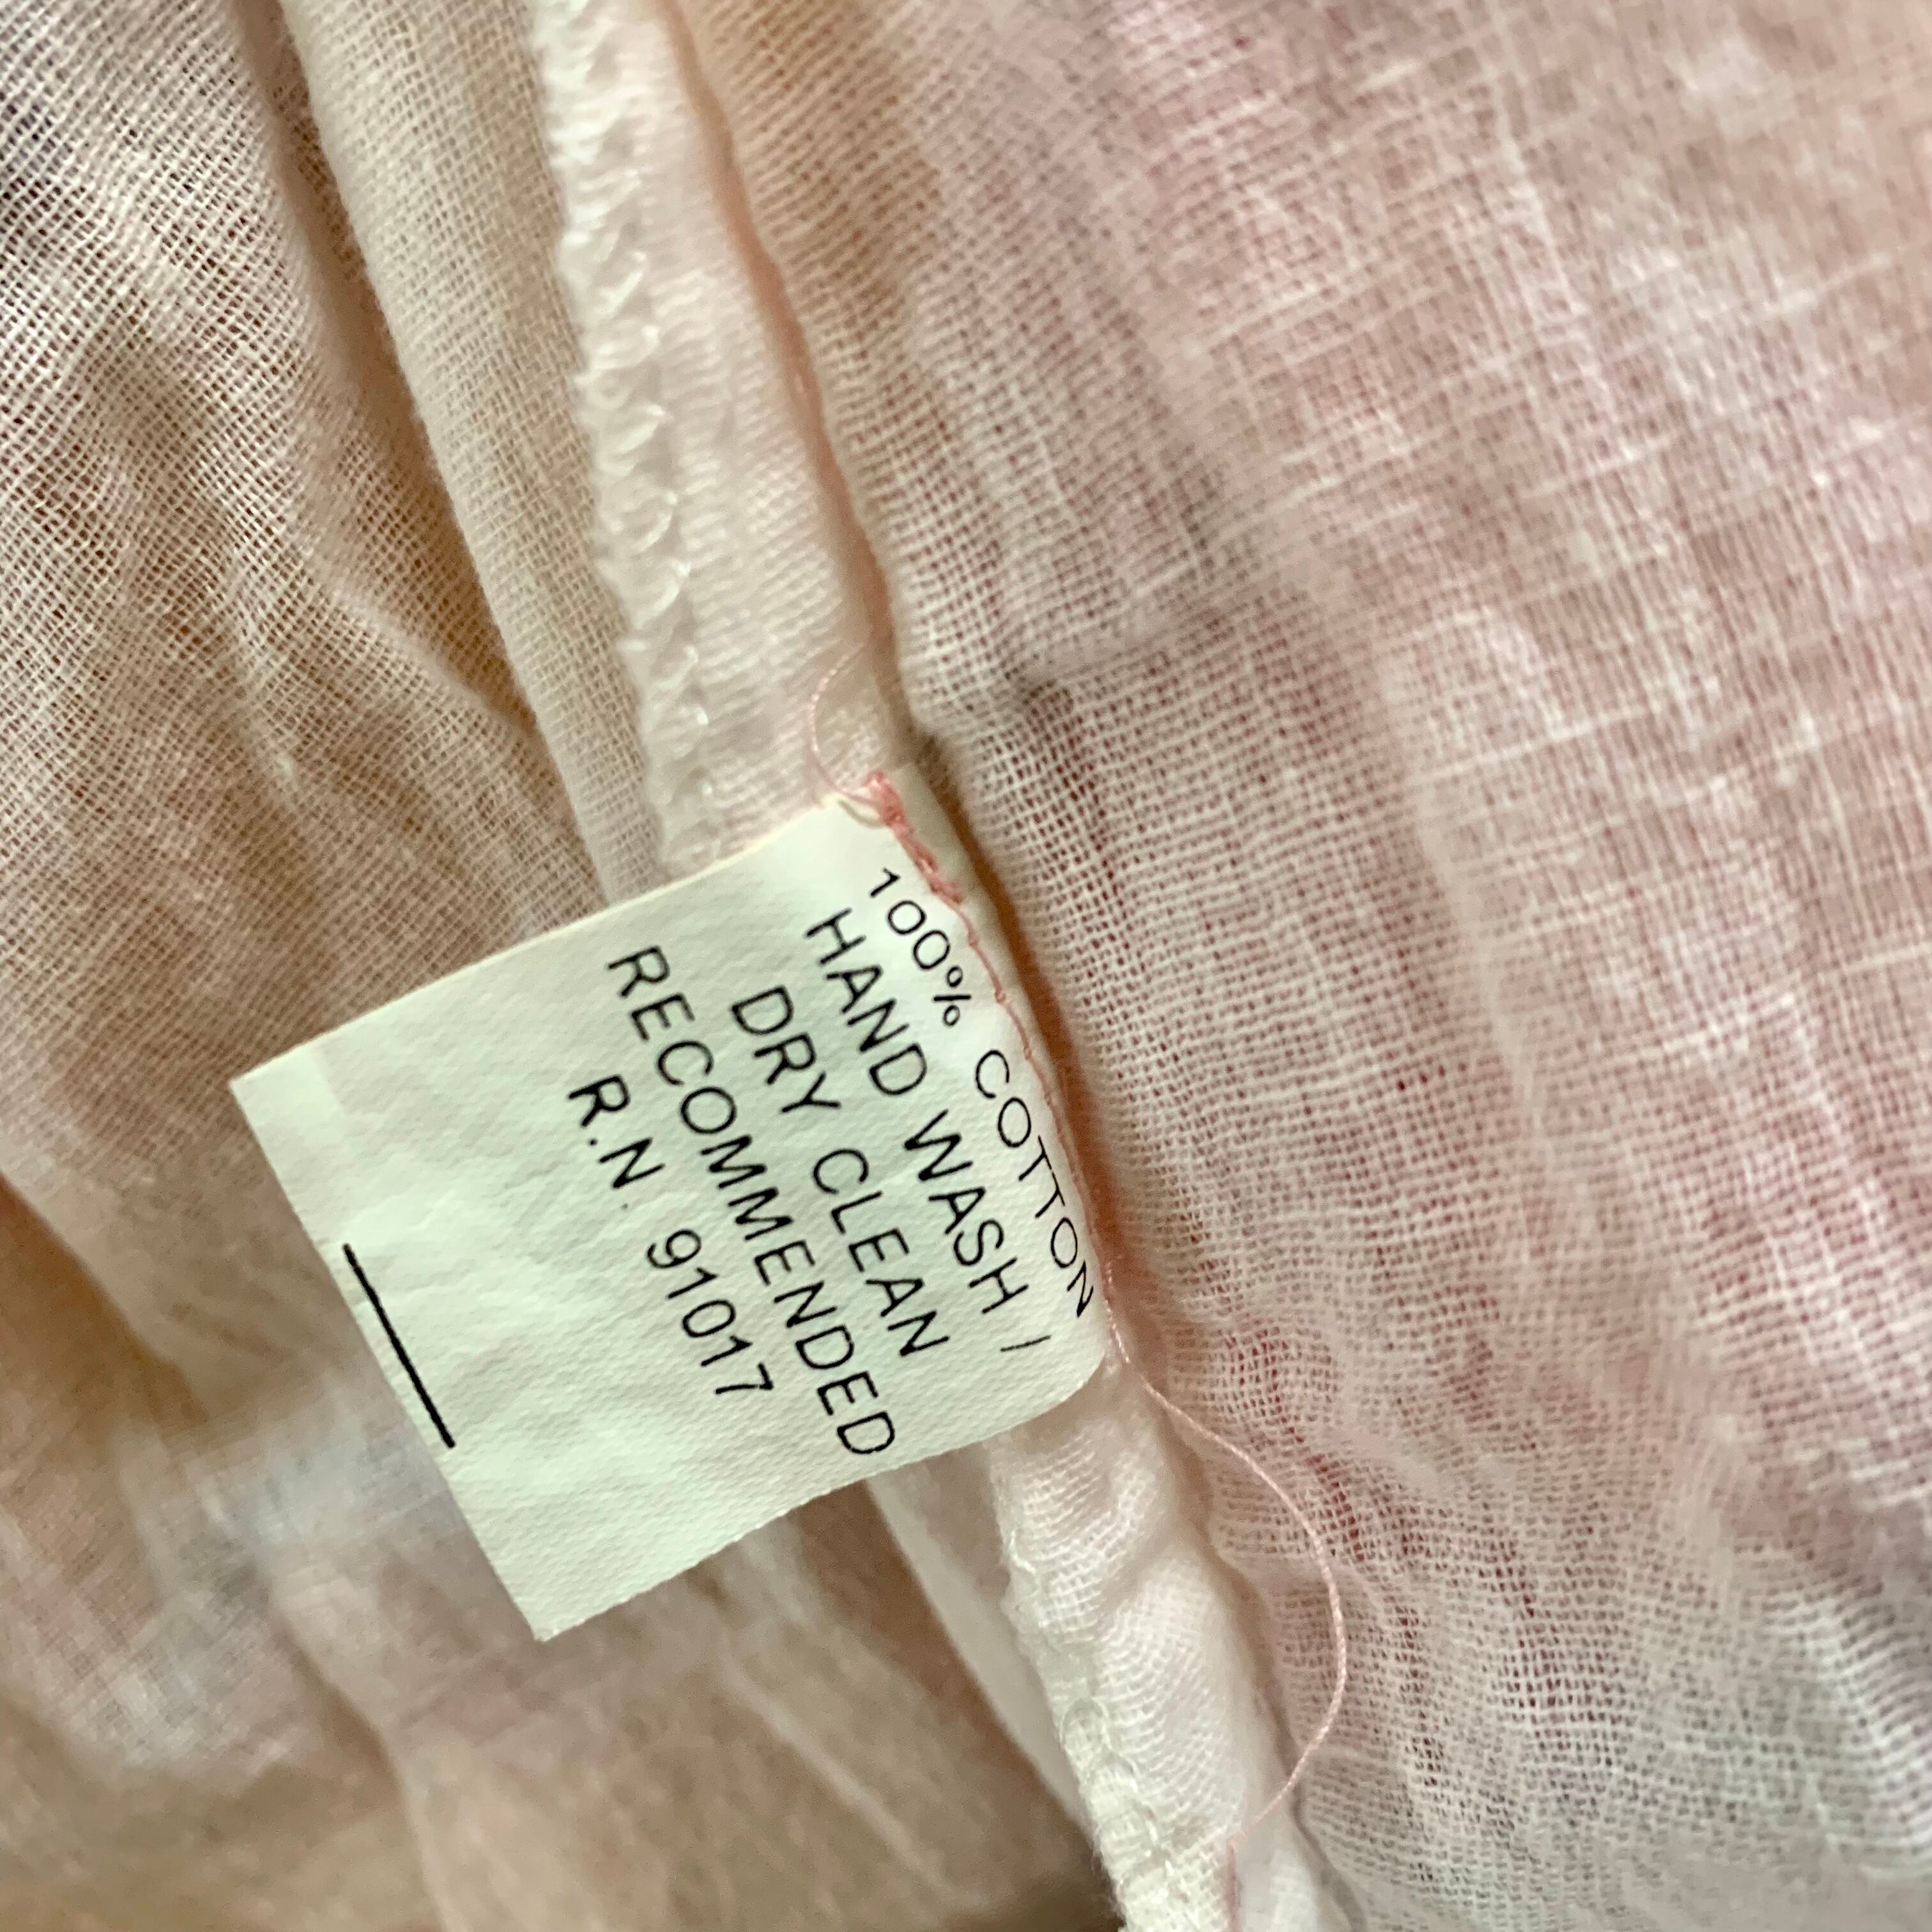 100% COTTON
HAND WASH /
DRY CLEAN
RECOMMENDED
R.N 91017